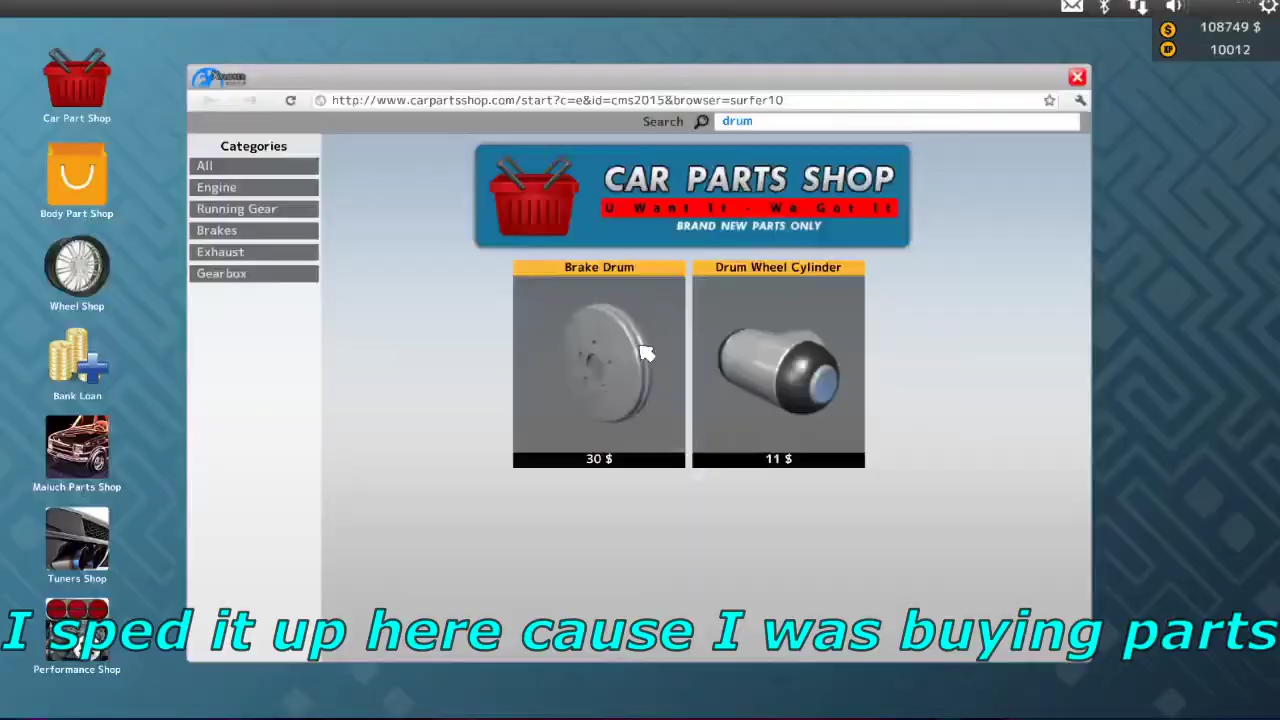 108749 $
10012
Car Part Shop
Body Part Shop
Wheel Shop
Bank Loan
Maluch Parts Shop
Tuners Shop
Performance Shop
http://www.carpartsshop.com/start?c=e&id=cms2015&browser=surfer10
Search drum
Categories
All
Engine
Running Gear
Brakes
Exhaust
Gearbox
CAR PARTS SHOP
U Want It - We Got It
BRAND NEW PARTS ONLY
Brake Drum
30 $
Drum Wheel Cylinder
11 $
I sped it up here cause I was buying parts